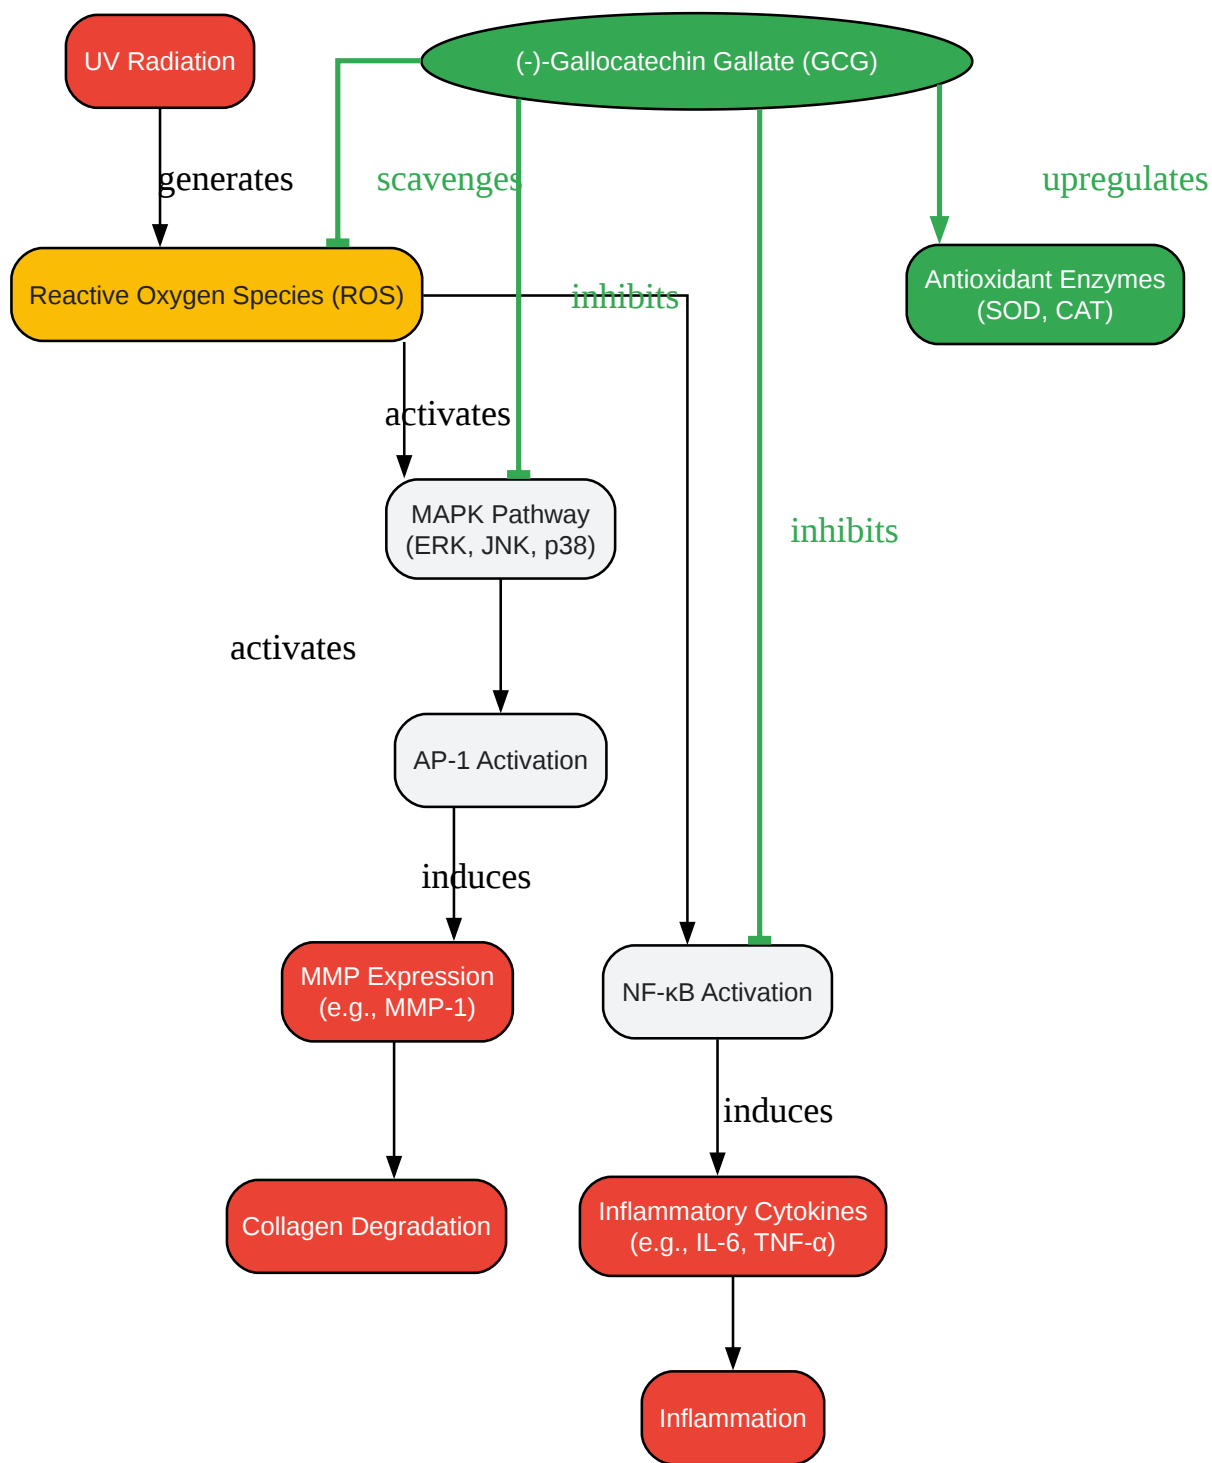 UV Radiation
(-)-Gallocatechin Gallate (GCG)
generates
scavenges
upregulates
Reactive Oxygen Species (ROS)
inhibits
Antioxidant Enzymes
(SOD, CAT)
activates
MAPK Pathway
(ERK, JNK, p38)
inhibits
activates
AP-1 Activation
induces
MMP Expression
(e.g., MMP-1)
NF-κB Activation
induces
Collagen Degradation
Inflammatory Cytokines
(e.g., IL-6, TNF-α)
Inflammation